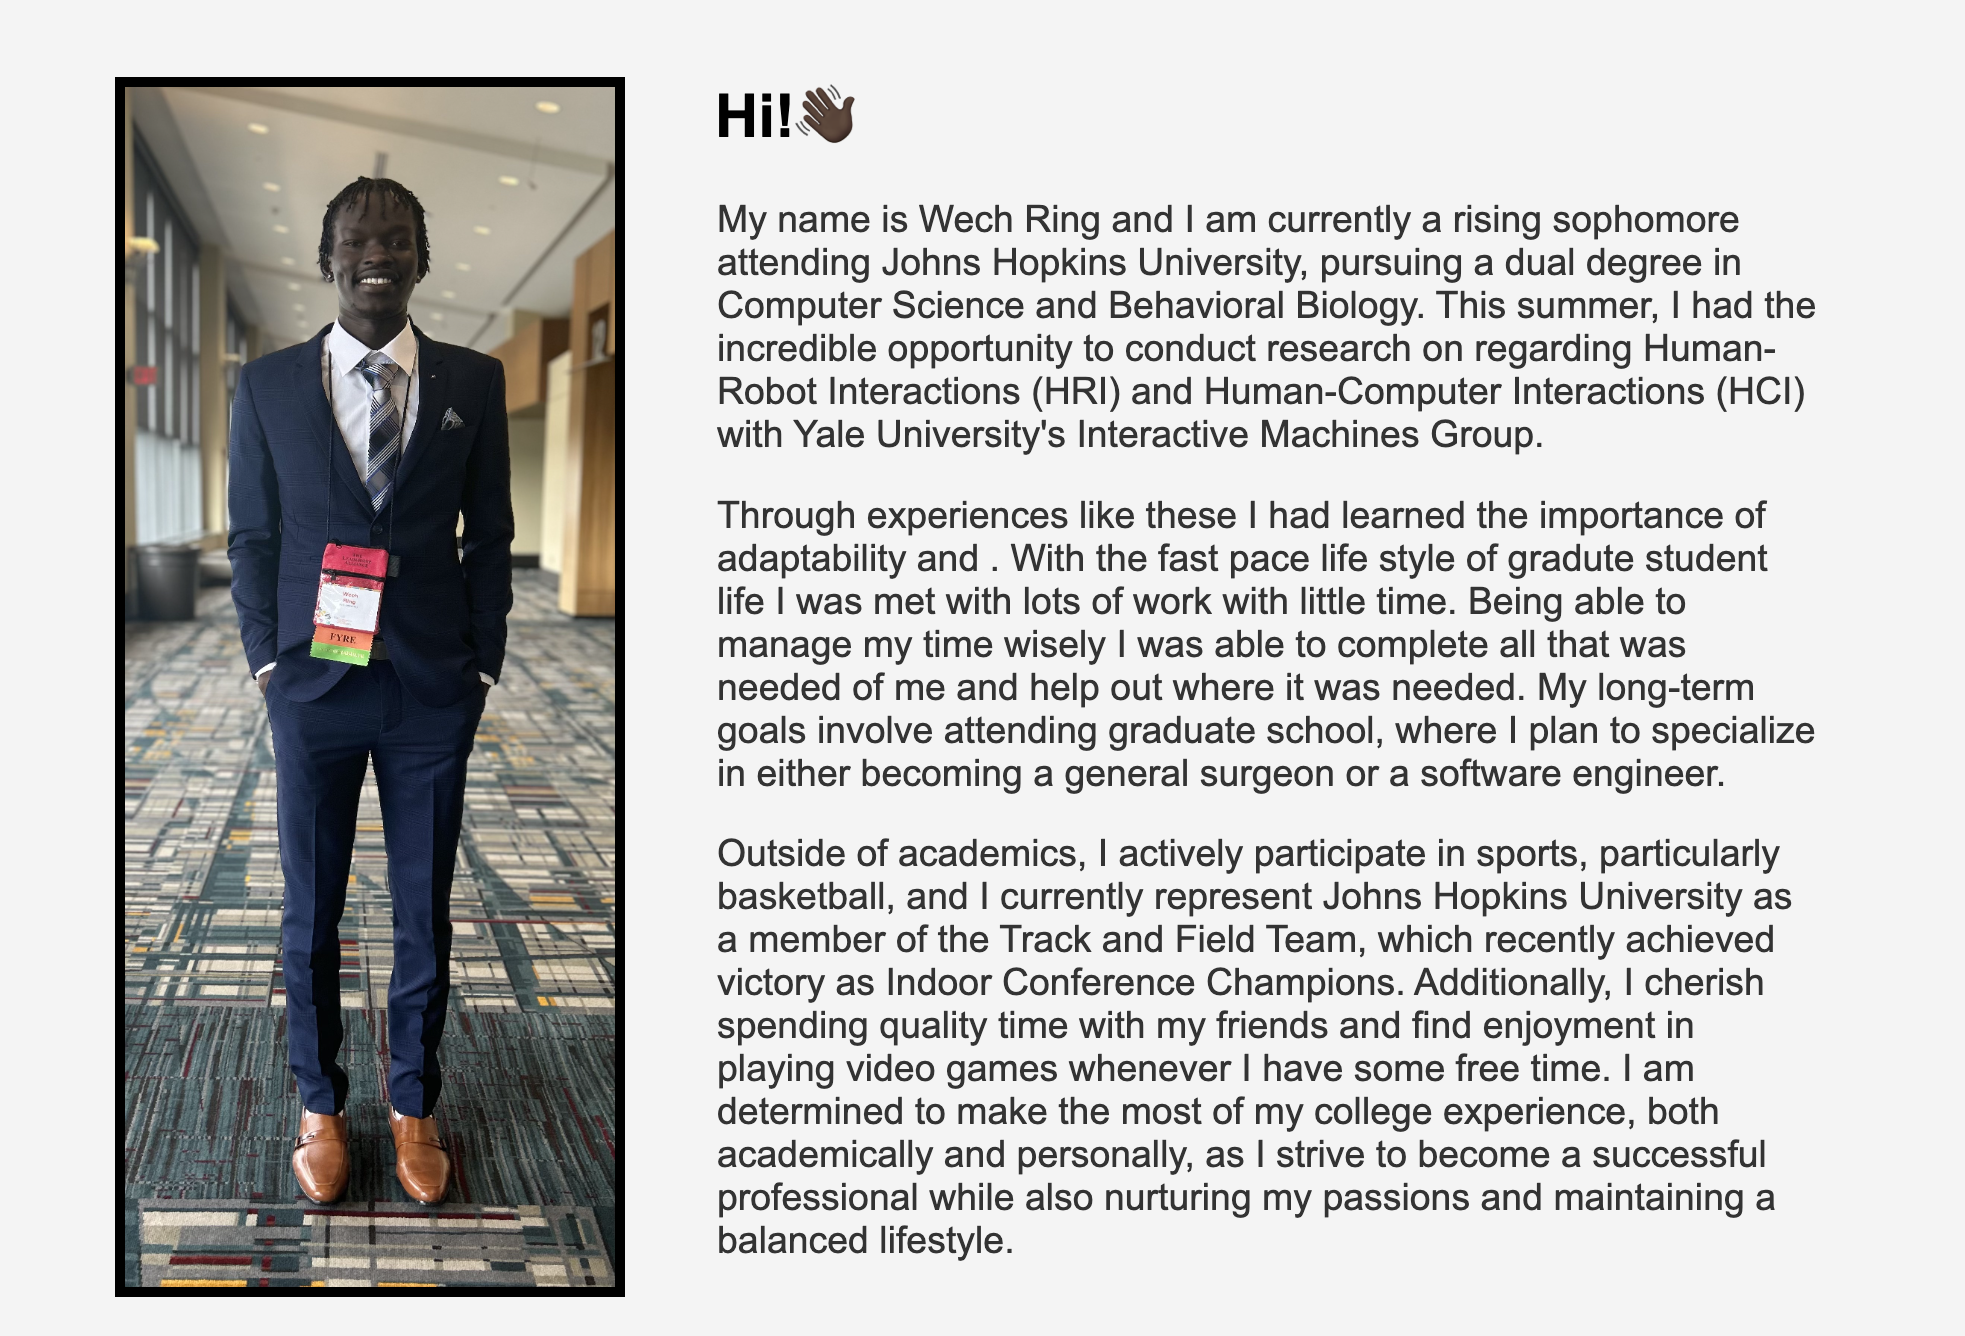 Hi!👋🏿
My name is Wech Ring and I am currently a rising sophomore
attending Johns Hopkins University, pursuing a dual degree in
Computer Science and Behavioral Biology. This summer, I had the
incredible opportunity to conduct research on regarding Human-
Robot Interactions (HRI) and Human-Computer Interactions (HCI)
with Yale University's Interactive Machines Group.
Through experiences like these I had learned the importance of
adaptability and . With the fast pace life style of gradute student
life I was met with lots of work with little time. Being able to
manage my time wisely I was able to complete all that was
needed of me and help out where it was needed. My long-term
goals involve attending graduate school, where I plan to specialize
in either becoming a general surgeon or a software engineer.
Outside of academics, I actively participate in sports, particularly
basketball, and I currently represent Johns Hopkins University as
a member of the Track and Field Team, which recently achieved
victory as Indoor Conference Champions. Additionally, I cherish
spending quality time with my friends and find enjoyment in
playing video games whenever I have some free time. I am
determined to make the most of my college experience, both
academically and personally, as I strive to become a successful
professional while also nurturing my passions and maintaining a
balanced lifestyle.
Wech
Ring
FYRE